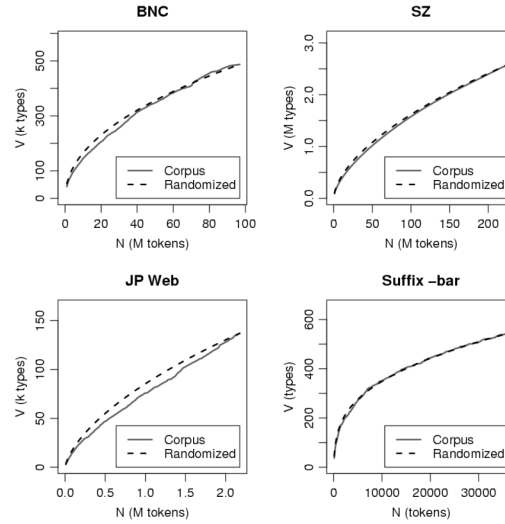 BNC
V (k types)
0 100 300 500
Corpus
Randomized
0 20 40 60 80 100
N (M tokens)
SZ
V (M types)
0.0 1.0 2.0 3.0
Corpus
Randomized
0 50 100 150 200
N (M tokens)
JP Web
V (k types)
0 50 100 150
Corpus
Randomized
0.0 0.5 1.0 1.5 2.0
N (M tokens)
Suffix −bar
V (types)
0 200 400 600
Corpus
Randomized
0 10000 20000 30000
N (tokens)